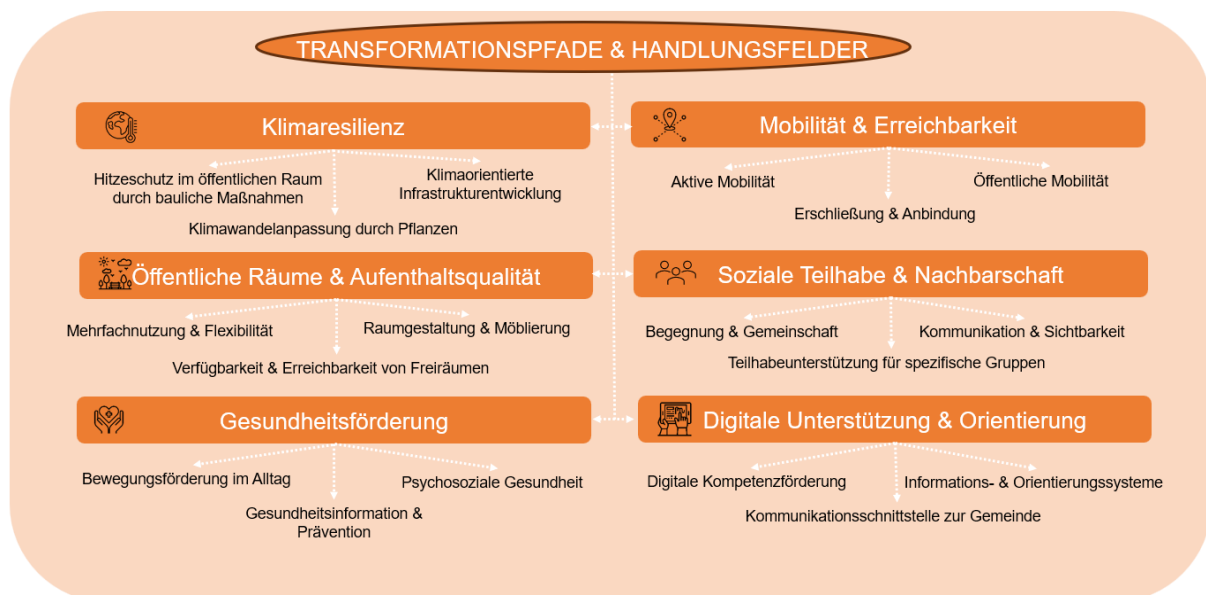 TRANSFORMATIONSPFADE & HANDLUNGSFELDER
Klimaresilienz
Hitzeschutz im öffentlichen Raum
durch bauliche Maßnahmen
Klimaorientierte
Infrastrukturentwicklung
Klimawandelanpassung durch Pflanzen
Mobilität & Erreichbarkeit
Aktive Mobilität
Öffentliche Mobilität
Erschließung & Anbindung
Öffentliche Räume & Aufenthaltsqualität
Mehrfachnutzung & Flexibilität
Raumgestaltung & Möblierung
Verfügbarkeit & Erreichbarkeit von Freiräumen
Soziale Teilhabe & Nachbarschaft
Begegnung & Gemeinschaft
Kommunikation & Sichtbarkeit
Teilhabeunterstützung für spezifische Gruppen
Gesundheitsförderung
Bewegungsförderung im Alltag
Psychosoziale Gesundheit
Gesundheitsinformation &
Prävention
Digitale Unterstützung & Orientierung
Digitale Kompetenzförderung
Informations- & Orientierungssysteme
Kommunikationsschnittstelle zur Gemeinde